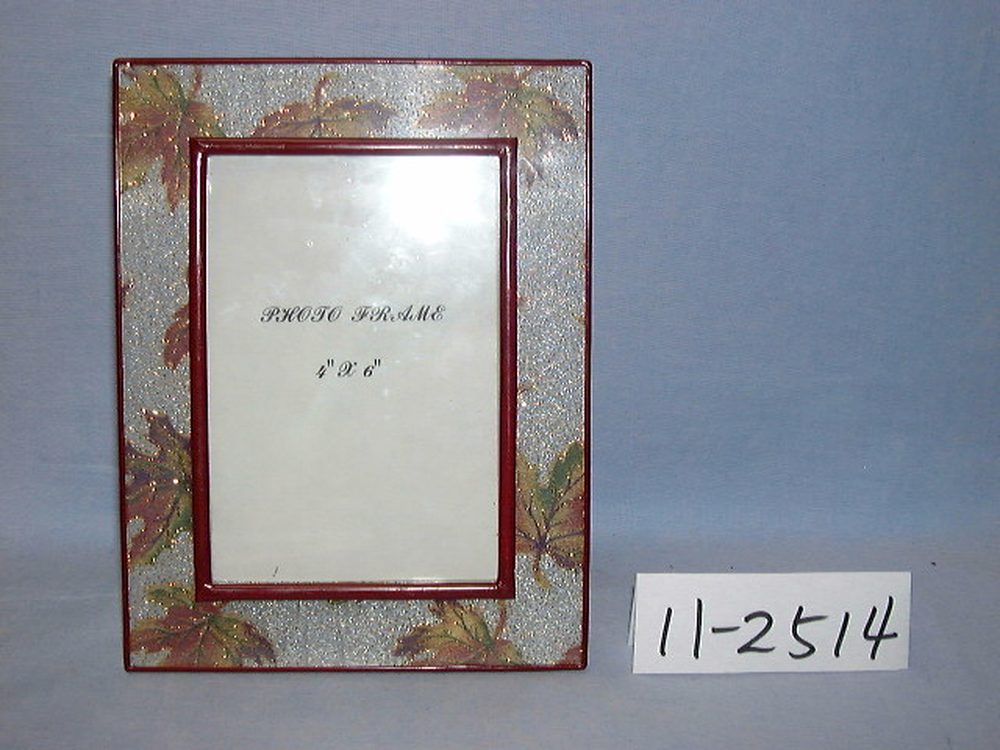 PHOTO FRAME
4" X 6"
11-2514